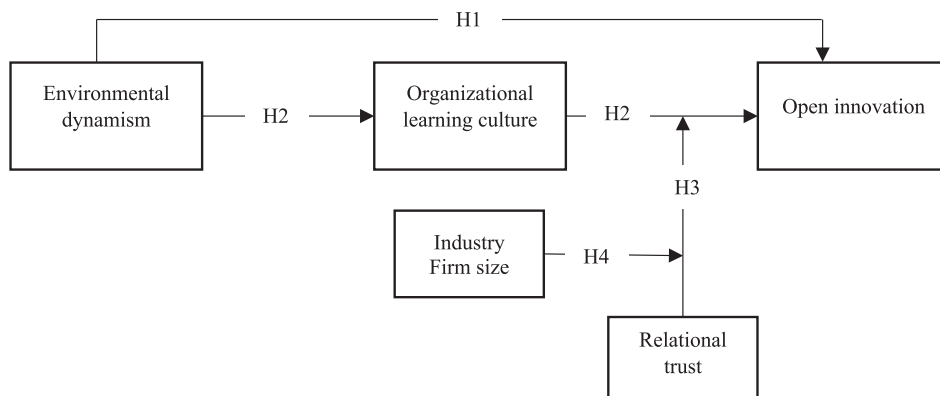 H1
Environmental
dynamism
H2
Organizational
learning culture
H2
Open innovation
H3
Industry
Firm size
H4
Relational
trust